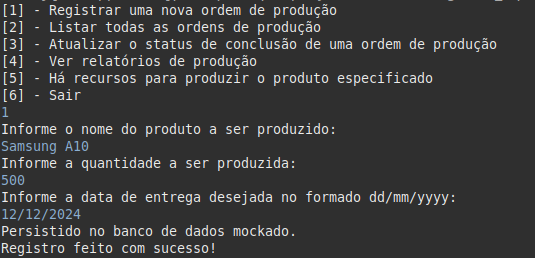 [1] - Registrar uma nova ordem de produção
[2] - Listar todas as ordens de produção
[3] - Atualizar o status de conclusão de uma ordem de produção
[4] - Ver relatórios de produção
[5] - Há recursos para produzir o produto especificado
[6] - Sair
1
Informe o nome do produto a ser produzido:
Samsung A10
Informe a quantidade a ser produzida:
500
Informe a data de entrega desejada no formado dd/mm/yyyy:
12/12/2024
Persistido no banco de dados mockado.
Registro feito com sucesso!